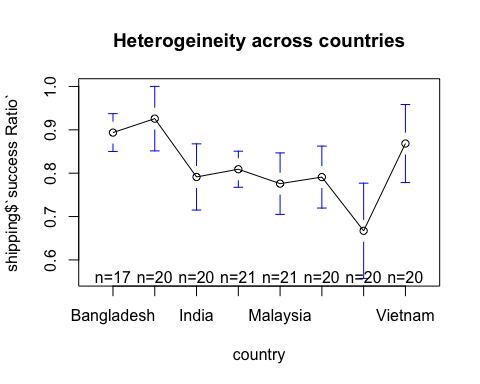 Heterogeineity across countries
shipping$`success Ratio`
1.0
0.9
0.8
0.7
0.6
n=17 n=20 n=20 n=21 n=21 n=20 n=20 n=20
Bangladesh India Malaysia Vietnam
country